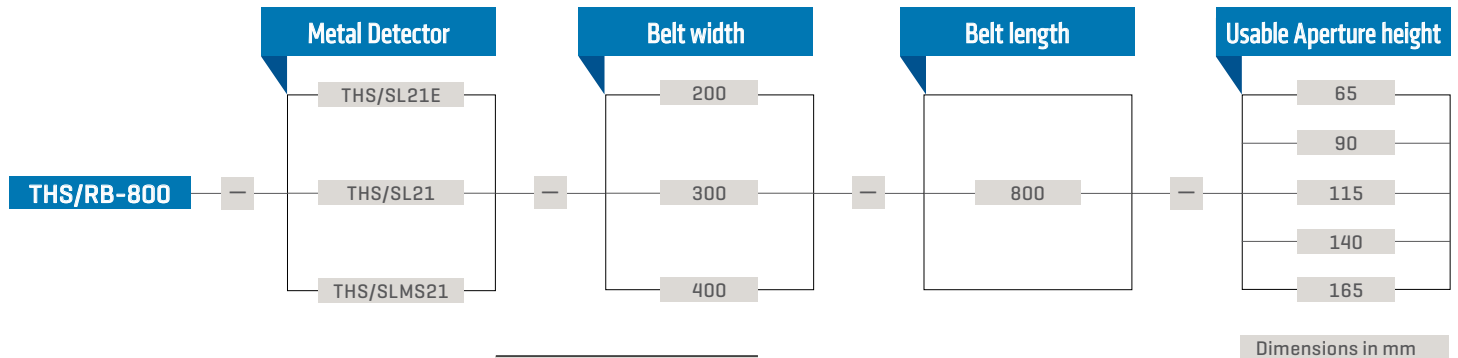 Metal Detector
Belt width
Belt length
Usable Aperture height
THS/RB-800
—
THS/SL21E
THS/SL21
THS/SLMS21
—
200
300
400
—
800
—
65
90
115
140
165
Dimensions in mm